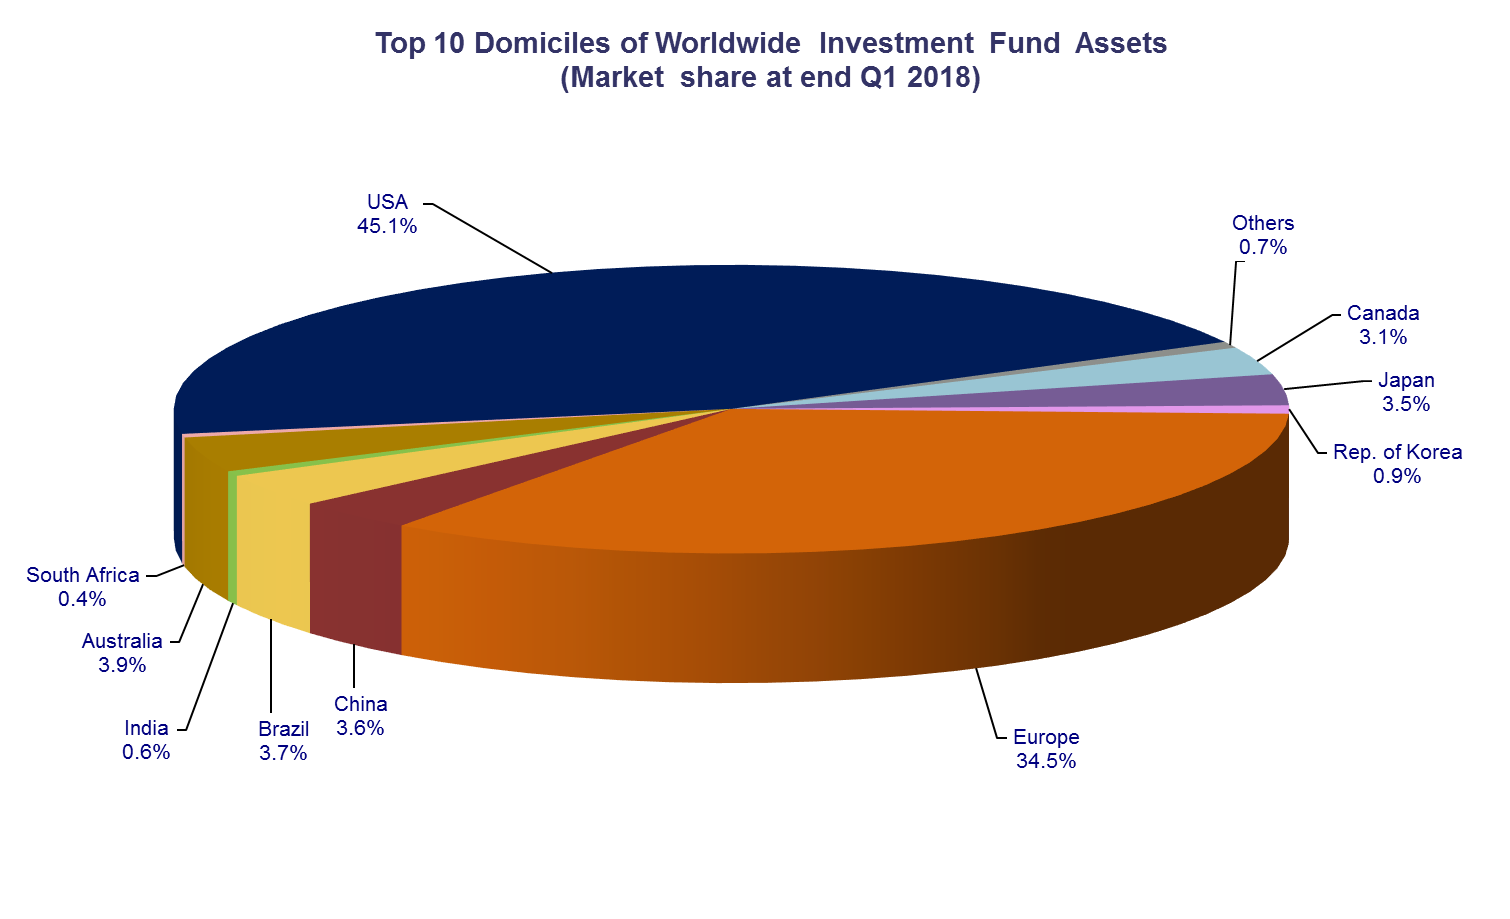 Top 10 Domiciles of Worldwide Investment Fund Assets
(Market share at end Q1 2018)
USA
45.1%
Others
0.7%
Canada
3.1%
Japan
3.5%
Rep. of Korea
0.9%
South Africa
0.4%
Australia
3.9%
India
0.6%
Brazil
3.7%
China
3.6%
Europe
34.5%